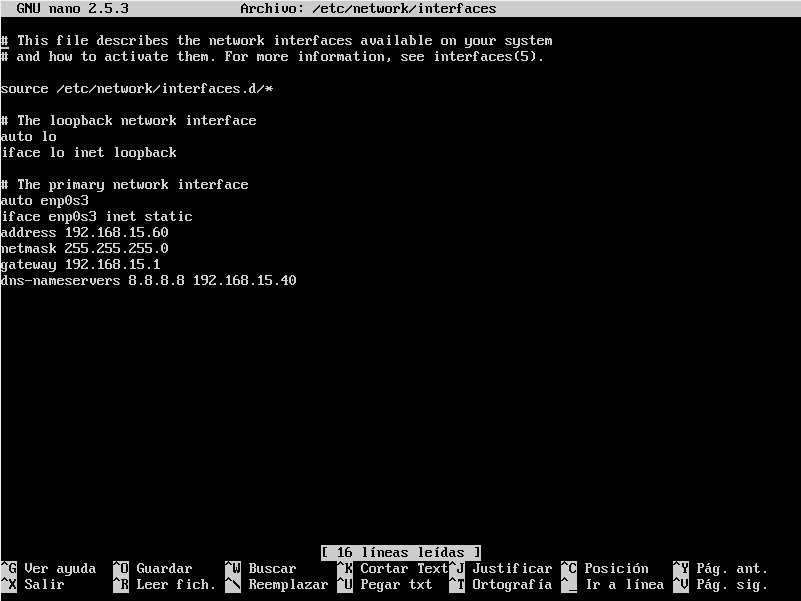 GNU nano 2.5.3 Archivo: /etc/network/interfaces
# This file describes the network interfaces available on your system
# and how to activate them. For more information, see interfaces(5).
source /etc/network/interfaces.d/*
# The loopback network interface
auto lo
iface lo inet loopback
# The primary network interface
auto enp0s3
iface enp0s3 inet static
address 192.168.15.60
netmask 255.255.255.0
gateway 192.168.15.1
dns-nameservers 8.8.8.8 192.168.15.40
[ 16 líneas leídas ]
^G Ver ayuda ^O Guardar ^W Buscar ^K Cortar Text ^J Justificar ^C Posición ^Y Pág. ant.
^X Salir ^R Leer fich. ^\ Reemplazar ^U Pegar txt ^T Ortografía ^_ Ir a línea ^V Pág. sig.